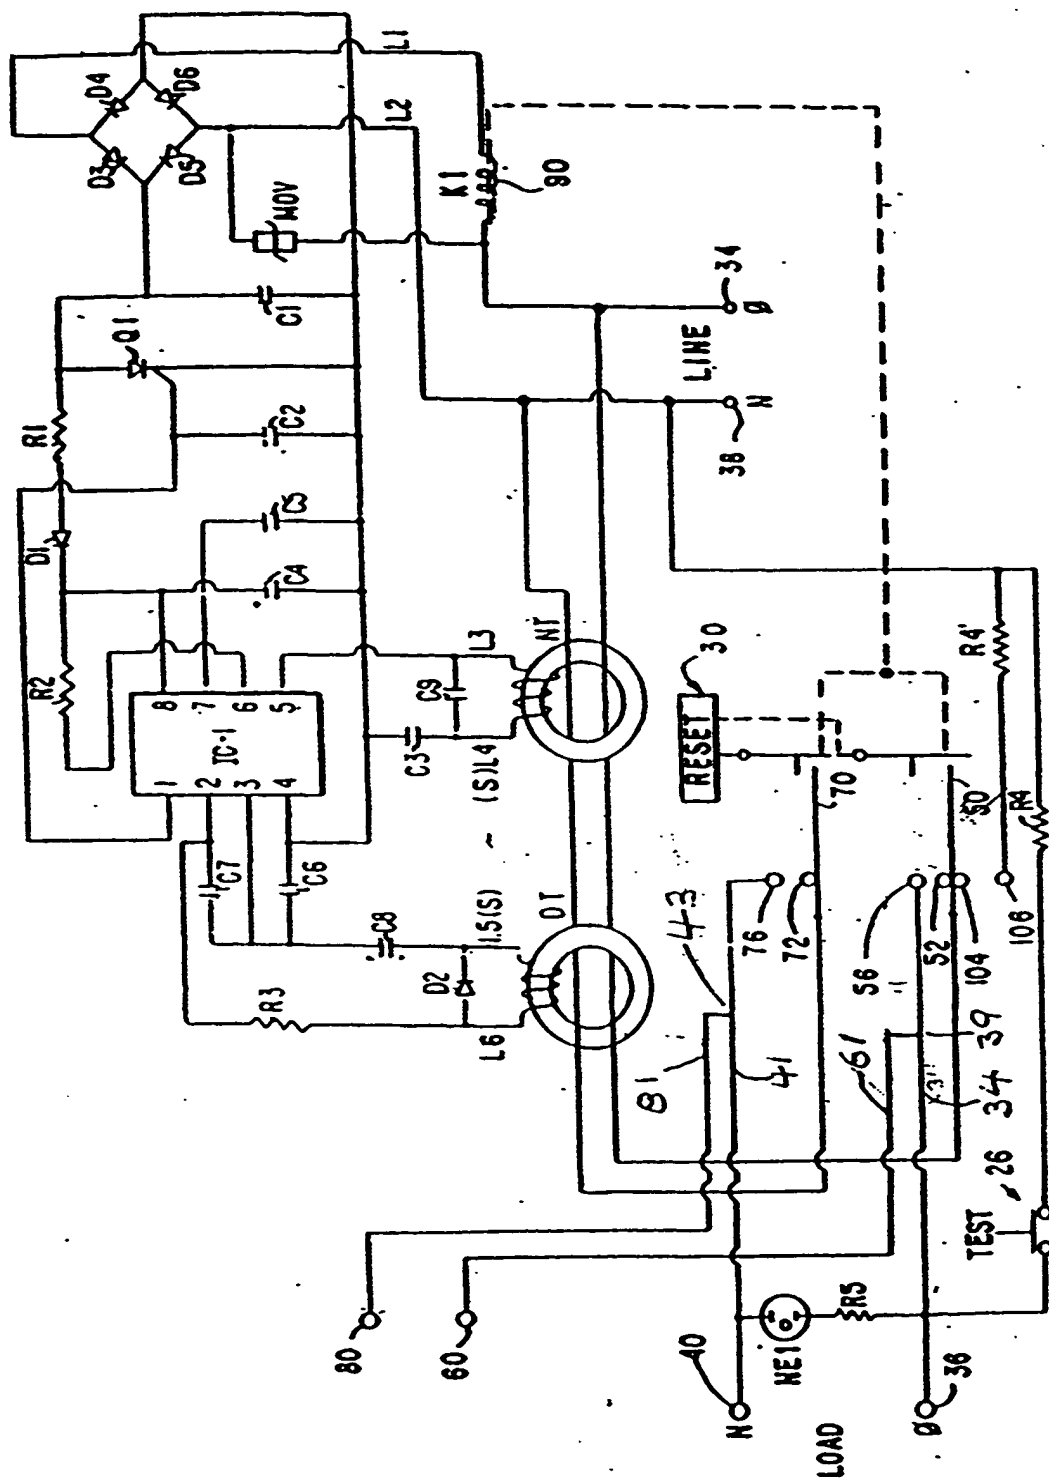 D4
D6
D3
D5
L1
L2
K1
90
MOV
C1
Q1
R1
C2
D1
C4
R2
IC-1
1
2
3
4
5
6
7
8
C7
C6
C8
R3
D2
L6
1.5(S)
DT
C3
C9
(S)L4
L3
NT
LINE
Ø
34
N
38
RESET
30
70
R4'
R4
43
76
72
56
52
104
106
81
41
61
39
34
26
TEST
80
60
40
N
NE1
R5
Ø
36
LOAD